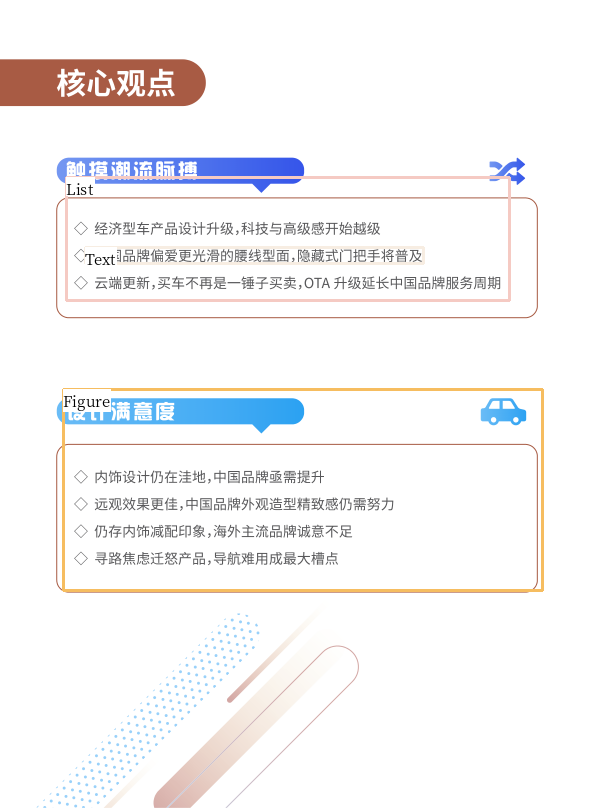 核心观点
触摸潮流脉搏
List
◇ 经济型车产品设计升级,科技与高级感开始越级
Text
品牌偏爱更光滑的腰线型面,隐藏式门把手将普及
◇ 云端更新,买车不再是一锤子买卖,OTA 升级延长中国品牌服务周期
Figure
设计满意度
◇ 内饰设计仍在洼地,中国品牌亟需提升
◇ 远观效果更佳,中国品牌外观造型精致感仍需努力
◇ 仍存内饰减配印象,海外主流品牌诚意不足
◇ 寻路焦虑迁怒产品,导航难用成最大槽点